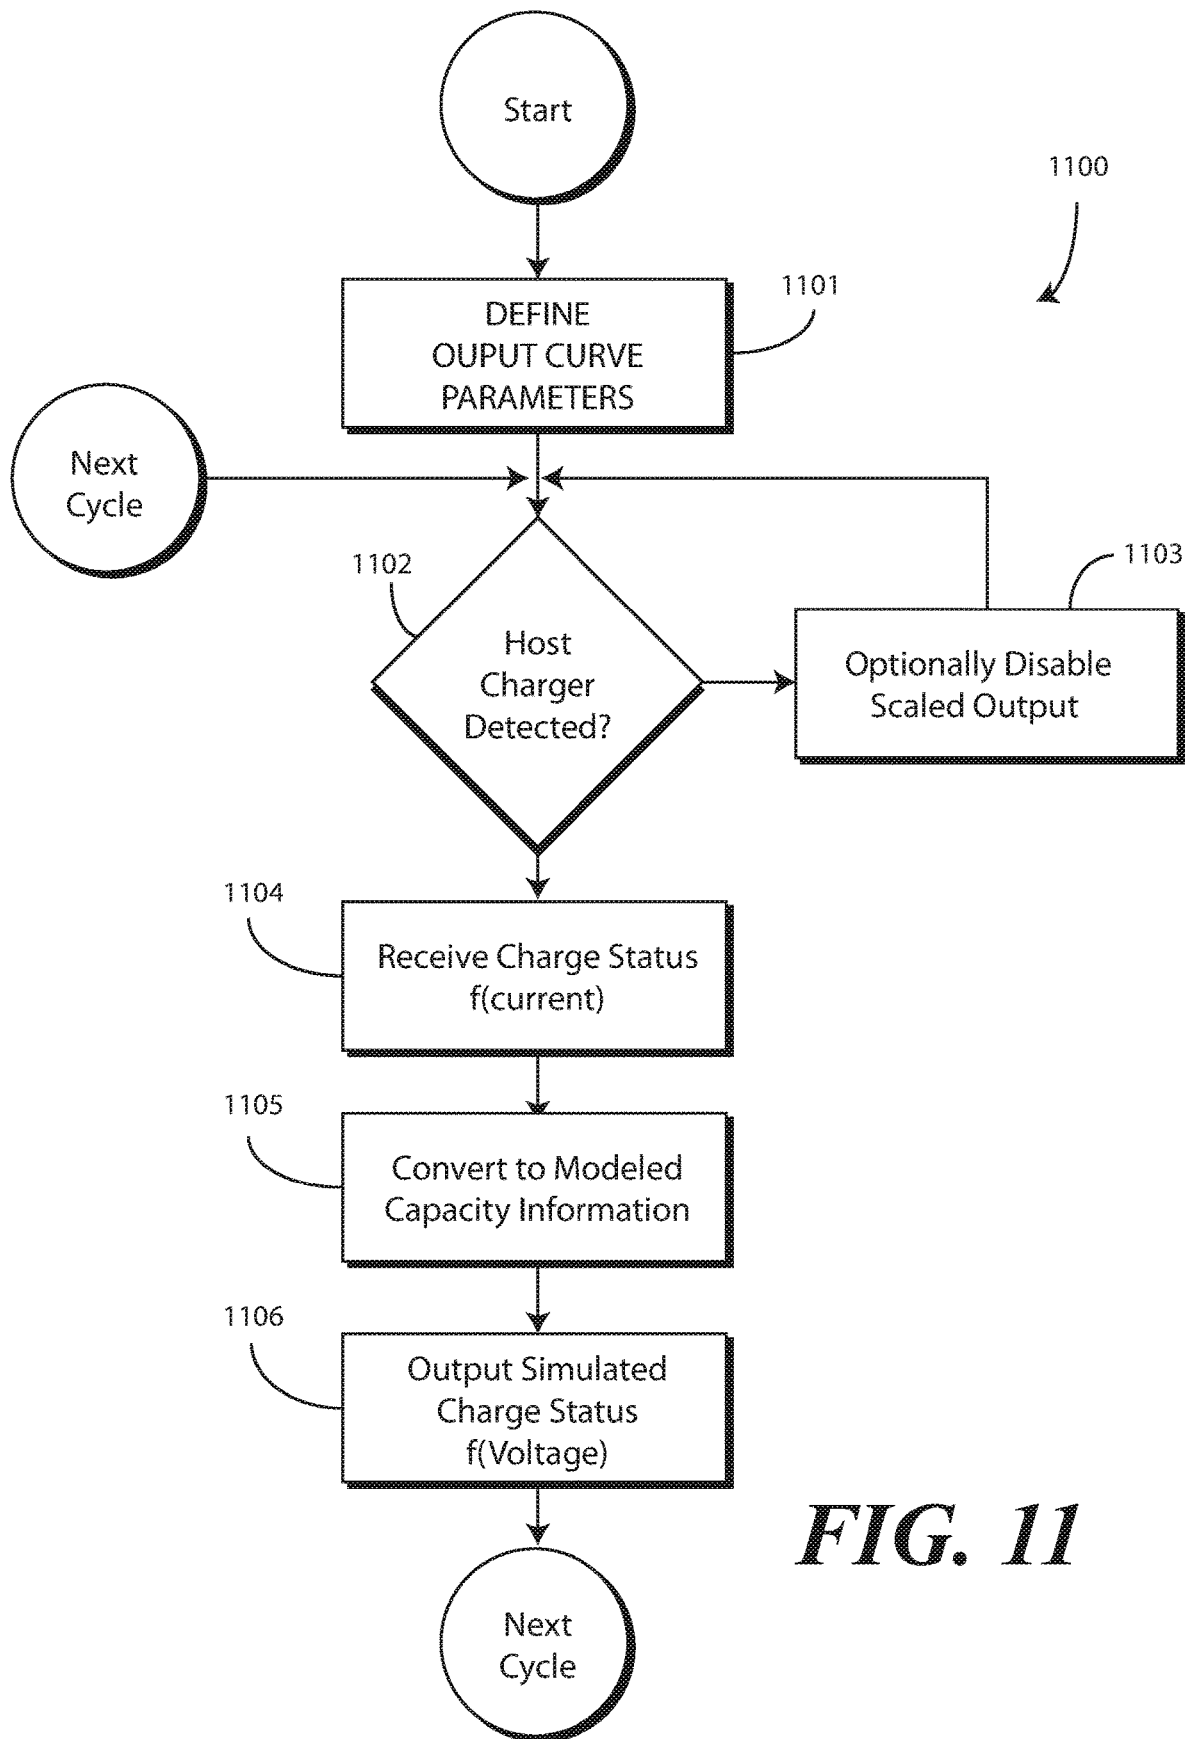 Start
1100
1101
DEFINE
OUPUT CURVE
PARAMETERS
Next
Cycle
1102
1103
Host
Charger
Detected?
Optionally Disable
Scaled Output
1104
Receive Charge Status
f(current)
1105
Convert to Modeled
Capacity Information
1106
Output Simulated
Charge Status
f(Voltage)
FIG. 11
Next
Cycle